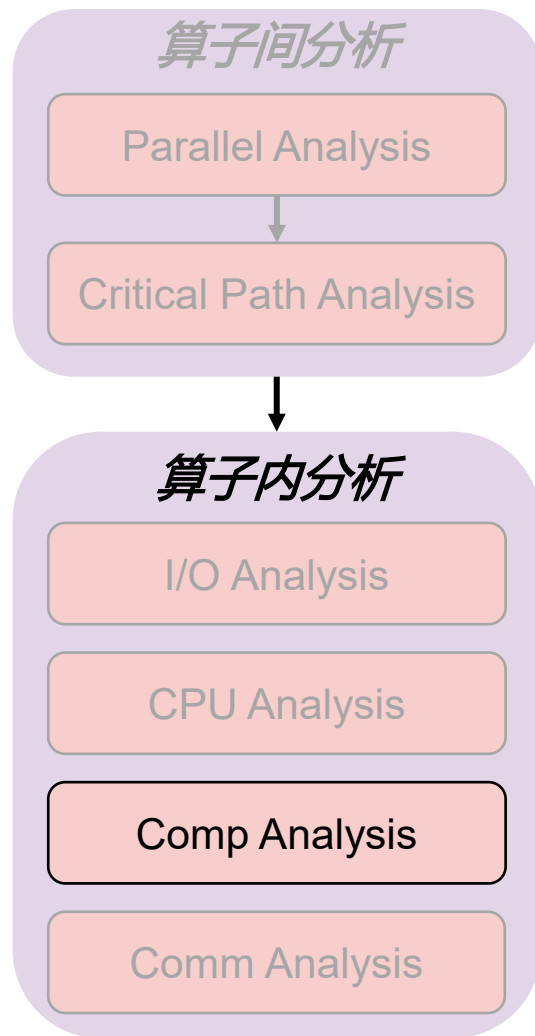 算子间分析
Parallel Analysis
Critical Path Analysis
算子内分析
I/O Analysis
CPU Analysis
Comp Analysis
Comm Analysis